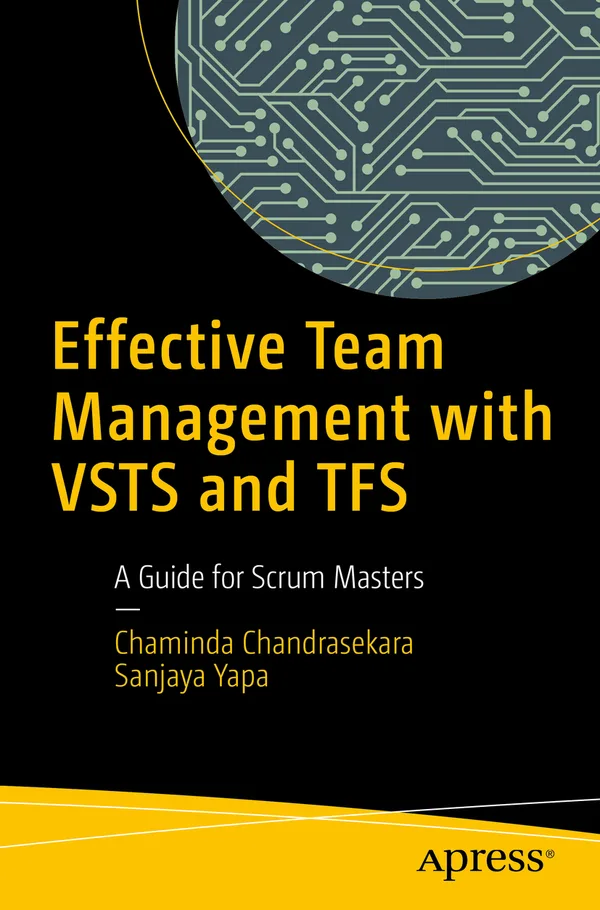 Effective Team
Management with
VSTS and TFS
A Guide for Scrum Masters
—
Chaminda Chandrasekara
Sanjaya Yapa
Apress®